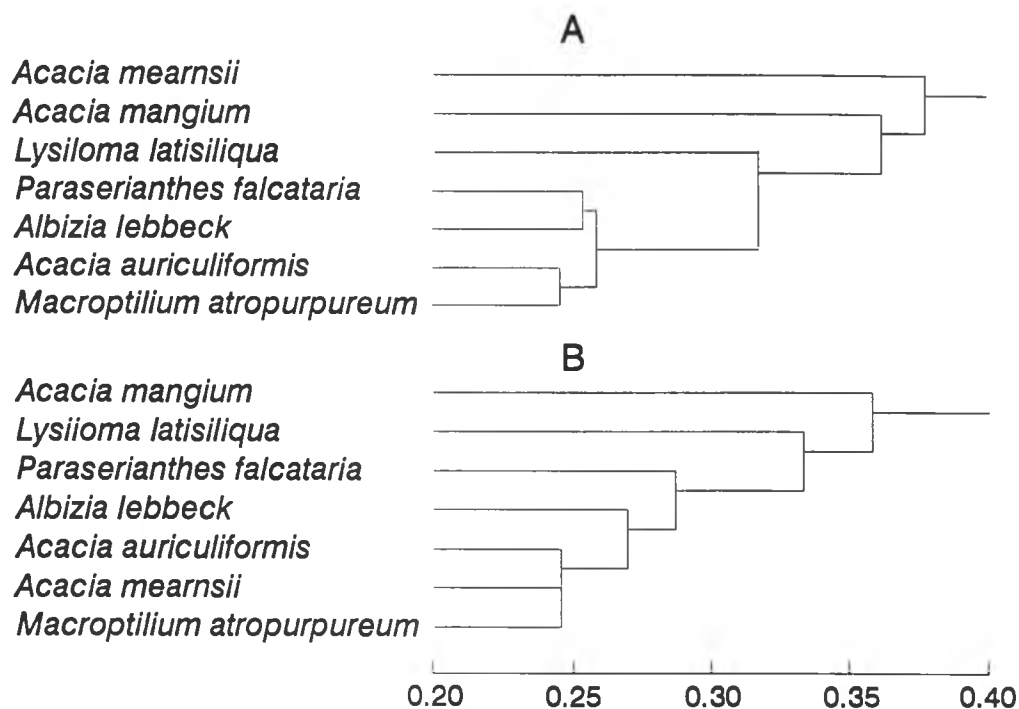 A
Acacia mearnsii
Acacia mangium
Lysiloma latisiliqua
Paraserianthes falcataria
Albizia lebbeck
Acacia auriculiformis
Macroptilium atropurpureum
B
Acacia mangium
Lysiioma latisiliqua
Paraserianthes falcataria
Albizia lebbeck
Acacia auriculiformis
Acacia mearnsii
Macroptilium atropurpureum
0.20 0.25 0.30 0.35 0.40